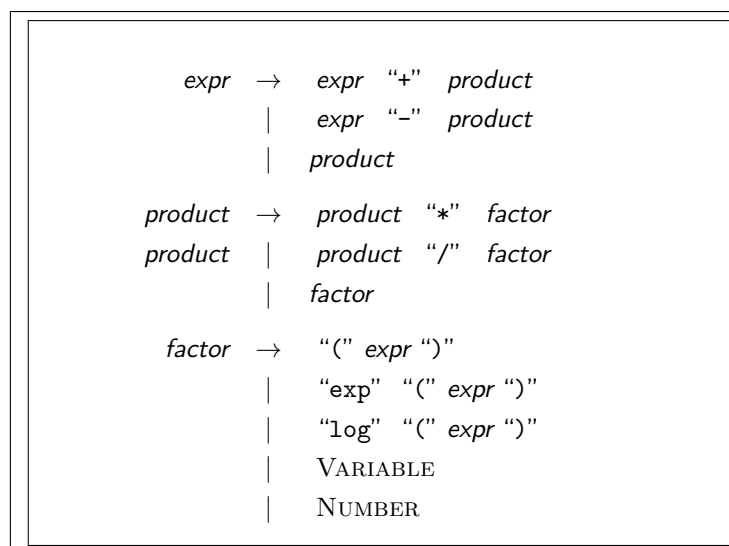 expr → expr “+” product
| expr “-” product
| product
product → product “*” factor
product | product “/” factor
| factor
factor → “(” expr “)”
| “exp” “(” expr “)”
| “log” “(” expr “)”
| VARIABLE
| NUMBER